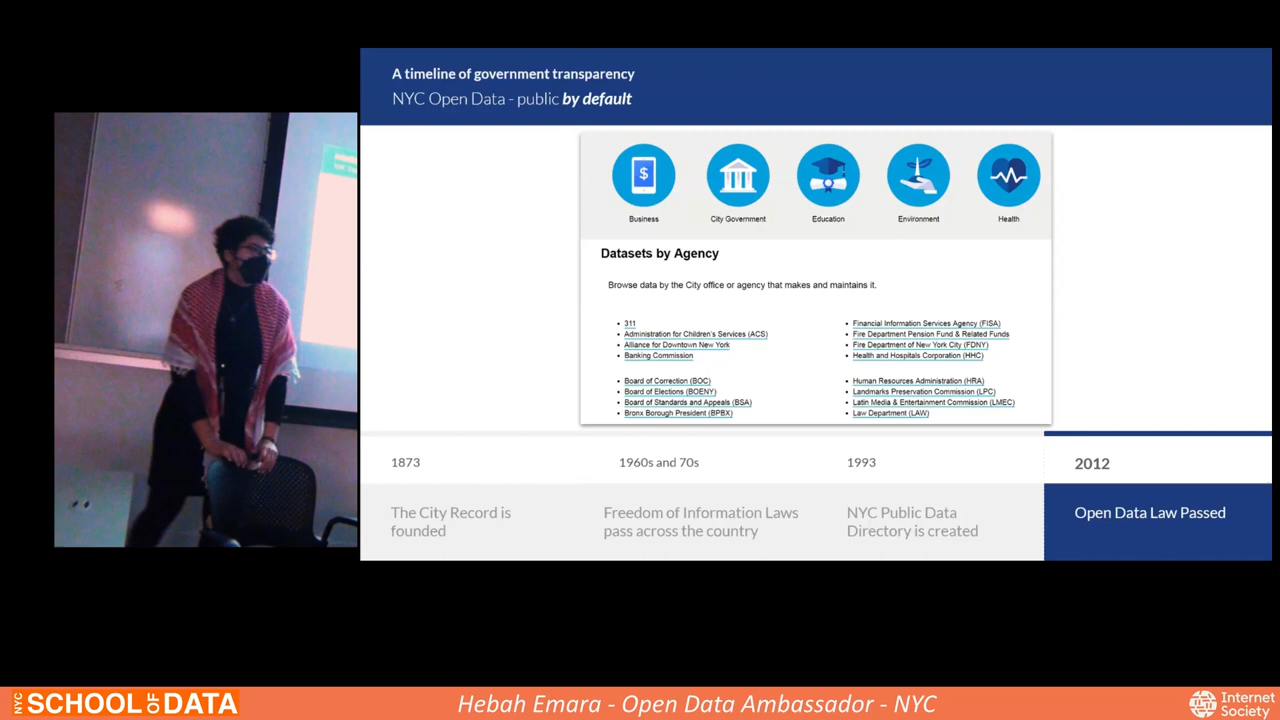 A timeline of government transparency
NYC Open Data - public by default
Business
City Government
Education
Environment
Health
Datasets by Agency
Browse data by the City office or agency that makes and maintains it.
311
Administration for Children's Services (ACS)
Alliance for Downtown New York
Banking Commission
Board of Correction (BOC)
Board of Elections (BOENY)
Board of Standards and Appeals (BSA)
Bronx Borough President (BPBX)
Financial Information Services Agency (FISA)
Fire Department Pension Fund & Related Funds
Fire Department of New York City (FDNY)
Health and Hospitals Corporation (HHC)
Human Resources Administration (HRA)
Landmarks Preservation Commission (LPC)
Latin Media & Entertainment Commission (LMEC)
Law Department (LAW)
1873
The City Record is
founded
1960s and 70s
Freedom of Information Laws
pass across the country
1993
NYC Public Data
Directory is created
2012
Open Data Law Passed
NYC SCHOOL OF DATA
Hebah Emara - Open Data Ambassador - NYC
Internet
Society